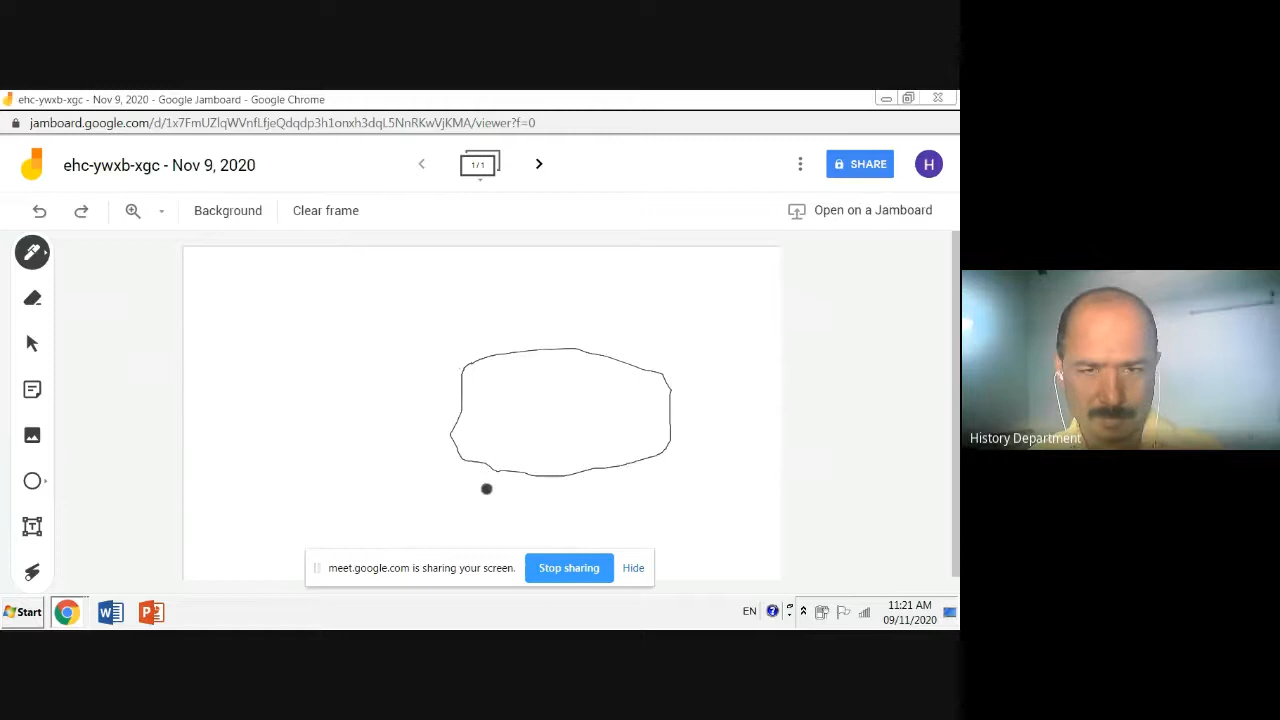 ehc-ywxb-xgc - Nov 9, 2020 - Google Jamboard - Google Chrome
jamboard.google.com/d/1x7FmUZlqWVnfLfjeQdqdp3h1onxh3dqL5NnRKwVjKMA/viewer?f=0
ehc-ywxb-xgc - Nov 9, 2020
1/1
SHARE
H
Background
Clear frame
Open on a Jamboard
T
History Department
meet.google.com is sharing your screen.
Stop sharing
Hide
Start
W
P
EN
?
11:21 AM
09/11/2020